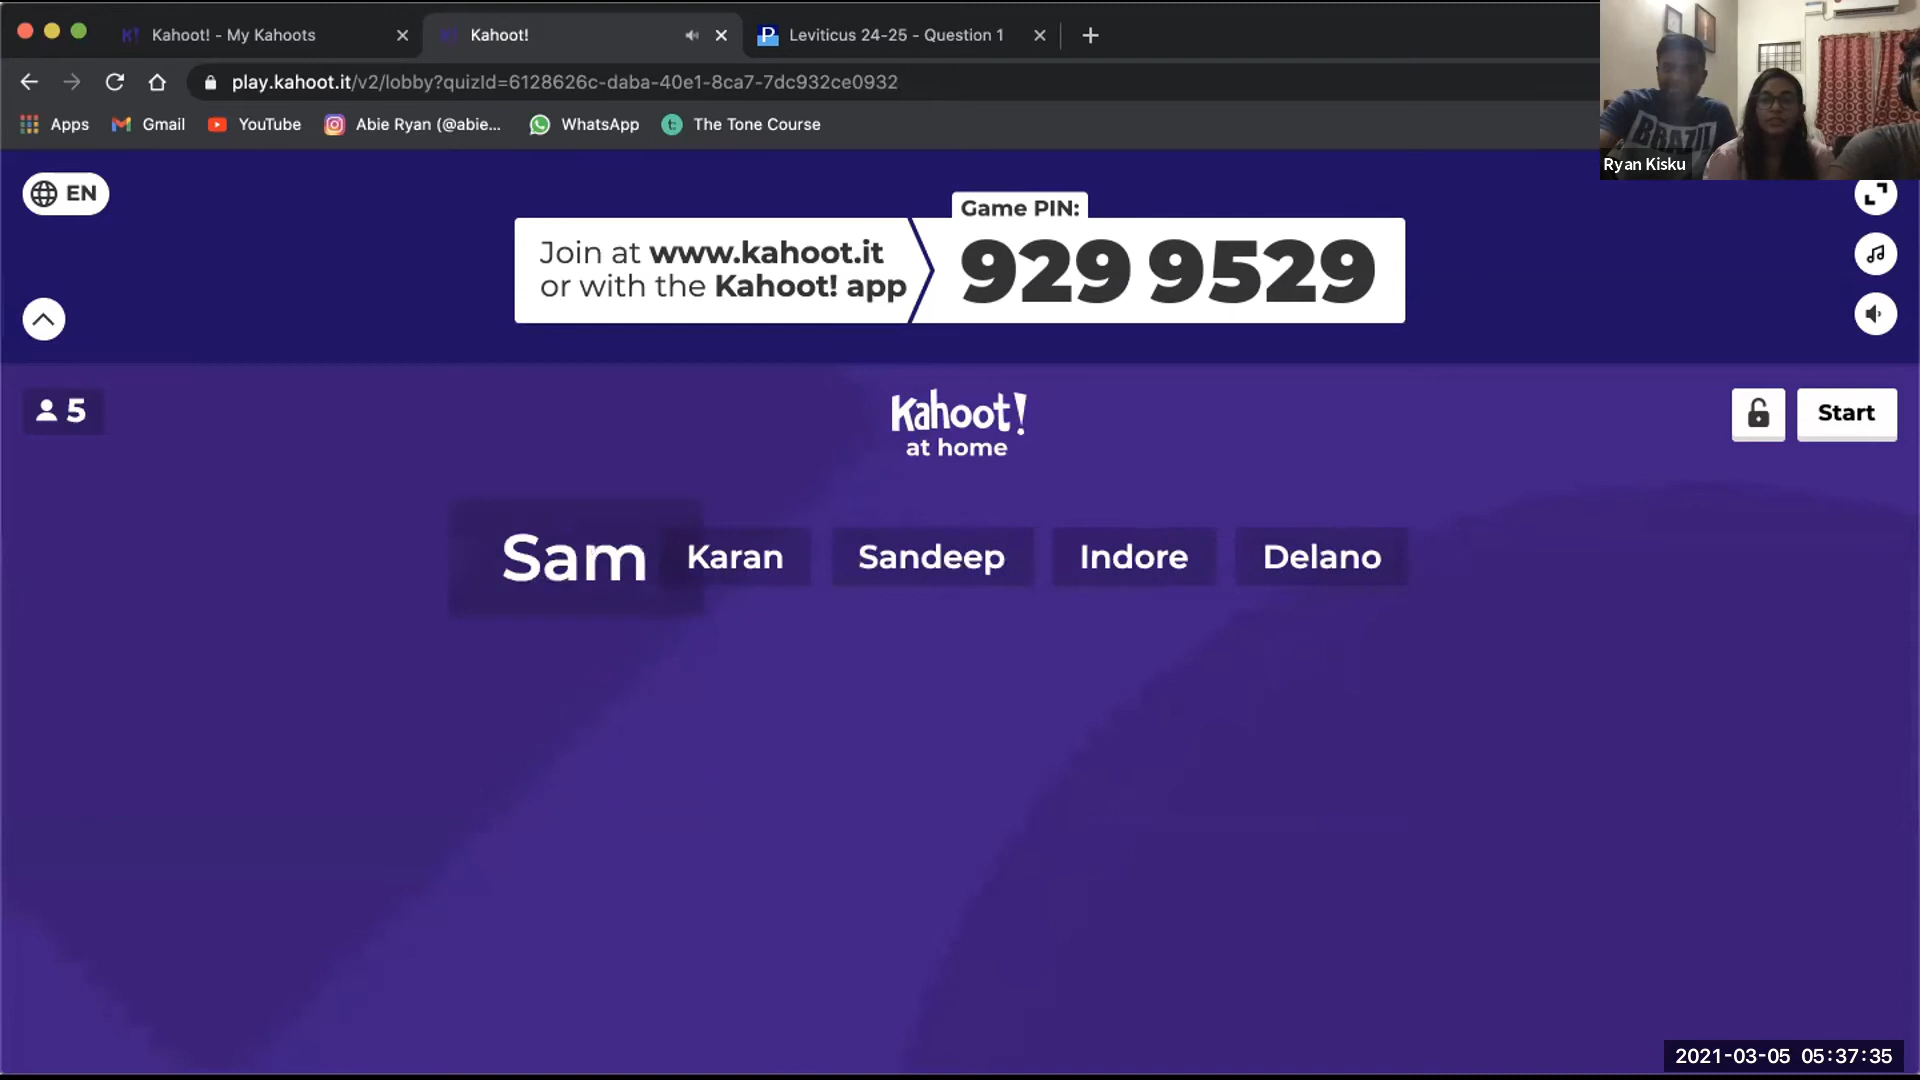 Kahoot! - My Kahoots
Kahoot!
P Leviticus 24-25 - Question 1
play.kahoot.it/v2/lobby?quizId=6128626c-daba-40e1-8ca7-7dc932ce0932
Apps Gmail YouTube Abie Ryan (@abie... WhatsApp t The Tone Course
BRAZIL
Ryan Kisku
EN
Game PIN:
Join at www.kahoot.it
or with the Kahoot! app
929 9529
5
Kahoot!
at home
Start
Sam Karan Sandeep Indore Delano
2021-03-05 05:37:35